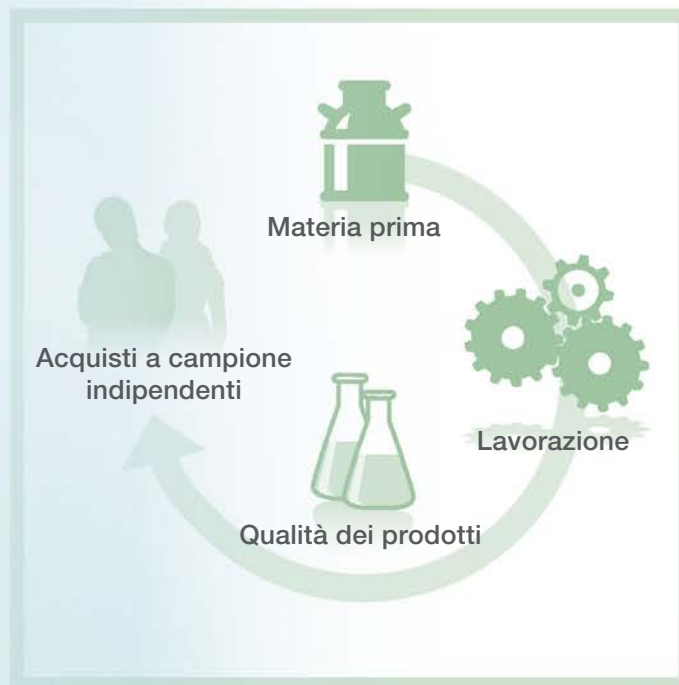 Materia prima
Acquisti a campione
indipendenti
Lavorazione
Qualità dei prodotti